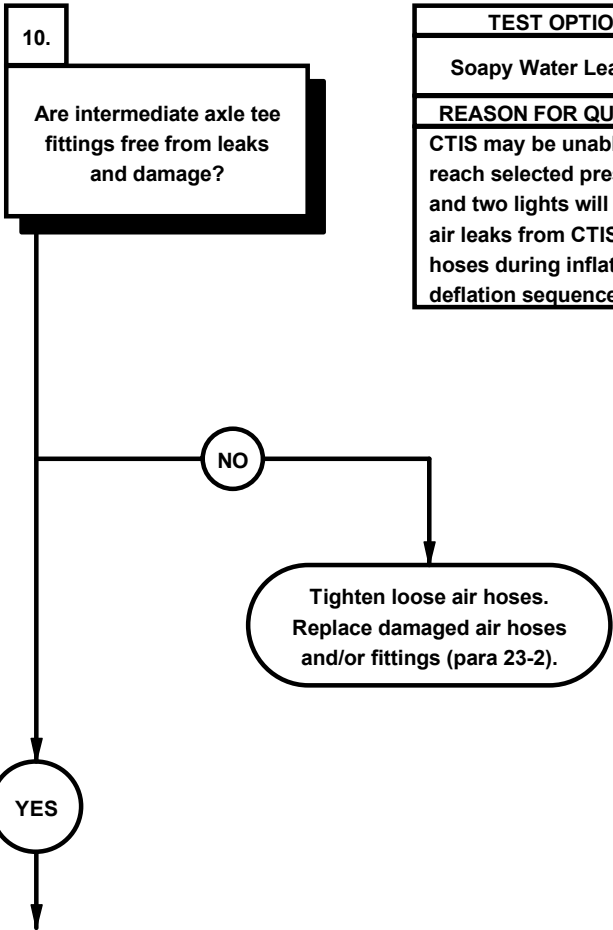 10.
Are intermediate axle tee
fittings free from leaks
and damage?
TEST OPTIO
Soapy Water Lea
REASON FOR QU
CTIS may be unabl
reach selected pres
and two lights will
air leaks from CTIS
hoses during inflat
deflation sequence
NO
Tighten loose air hoses.
Replace damaged air hoses
and/or fittings (para 23-2).
YES